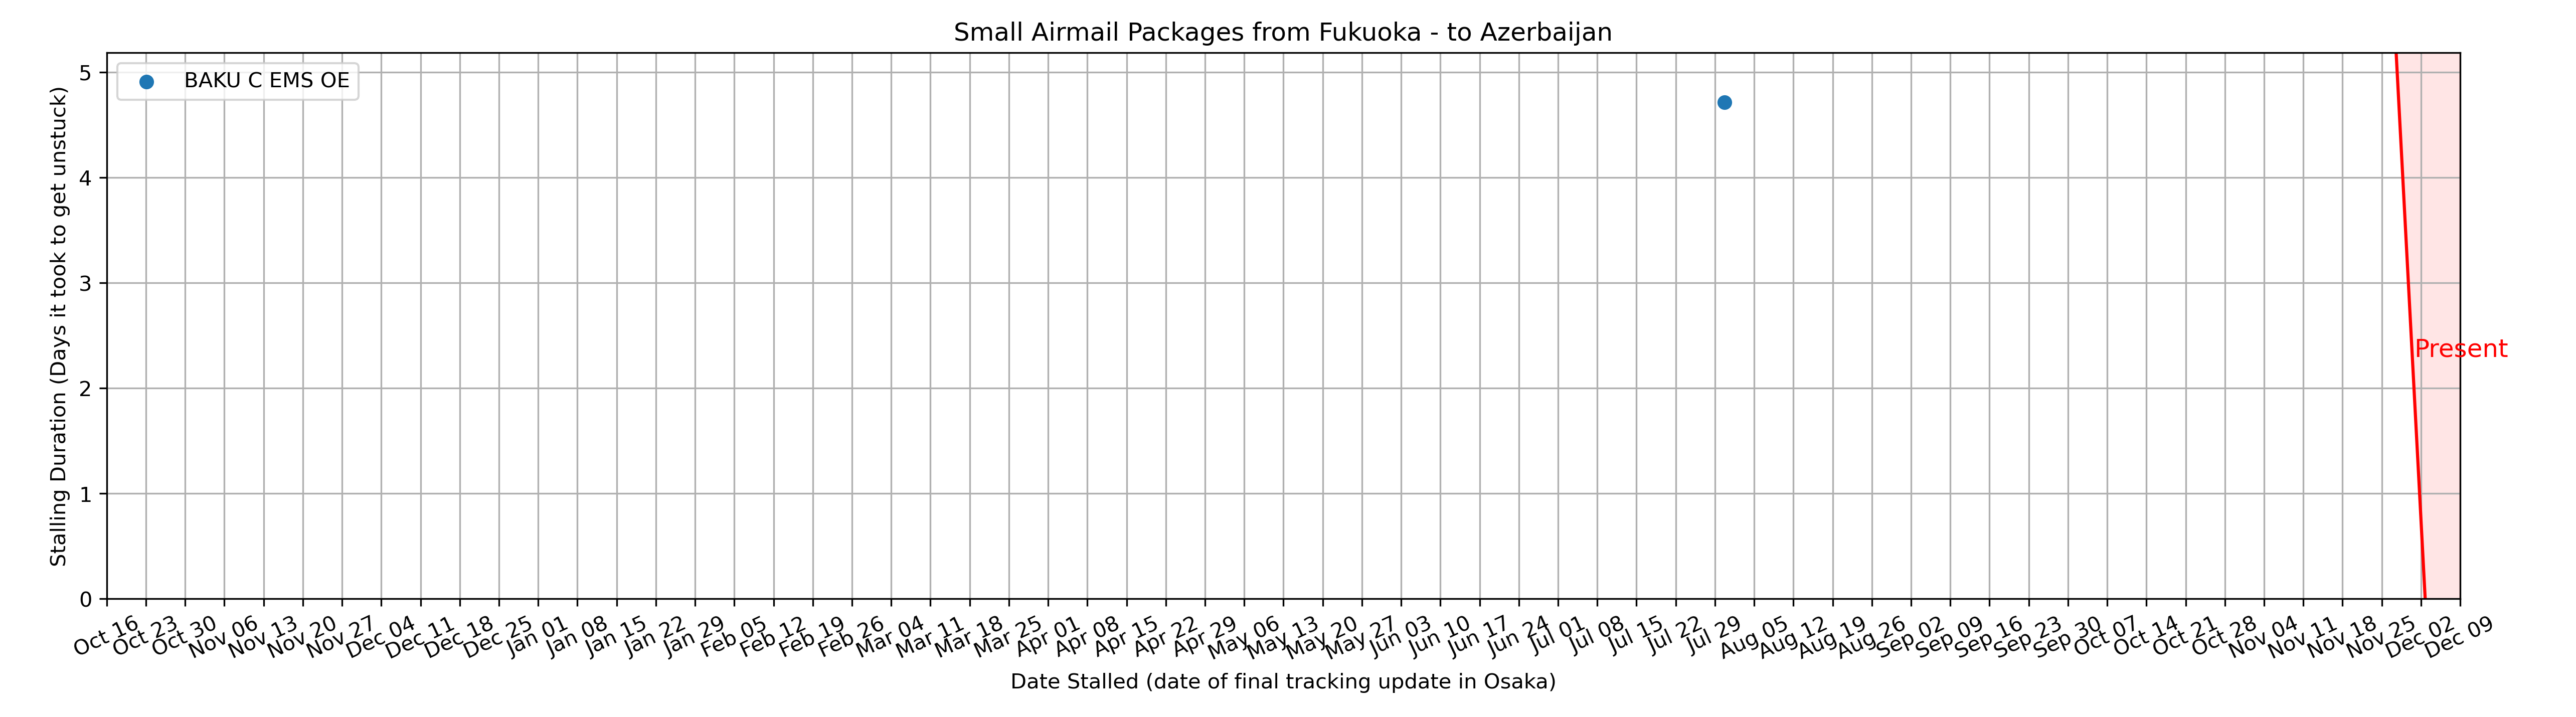 Small Airmail Packages from Fukuoka - to Azerbaijan
BAKU C EMS OE
Stalling Duration (Days it took to get unstuck)
5
4
3
2
1
0
Present
Oct 16 Oct 23 Oct 30 Nov 06 Nov 13 Nov 20 Nov 27 Dec 04 Dec 11 Dec 18 Dec 25 Jan 01 Jan 08 Jan 15 Jan 22 Jan 29 Feb 05 Feb 12 Feb 19 Feb 26 Mar 04 Mar 11 Mar 18 Mar 25 Apr 01 Apr 08 Apr 15 Apr 22 Apr 29 May 06 May 13 May 20 May 27 Jun 03 Jun 10 Jun 17 Jun 24 Jul 01 Jul 08 Jul 15 Jul 22 Jul 29 Aug 05 Aug 12 Aug 19 Aug 26 Sep 02 Sep 09 Sep 16 Sep 23 Sep 30 Oct 07 Oct 14 Oct 21 Oct 28 Nov 04 Nov 11 Nov 18 Nov 25 Dec 02 Dec 09
Date Stalled (date of final tracking update in Osaka)